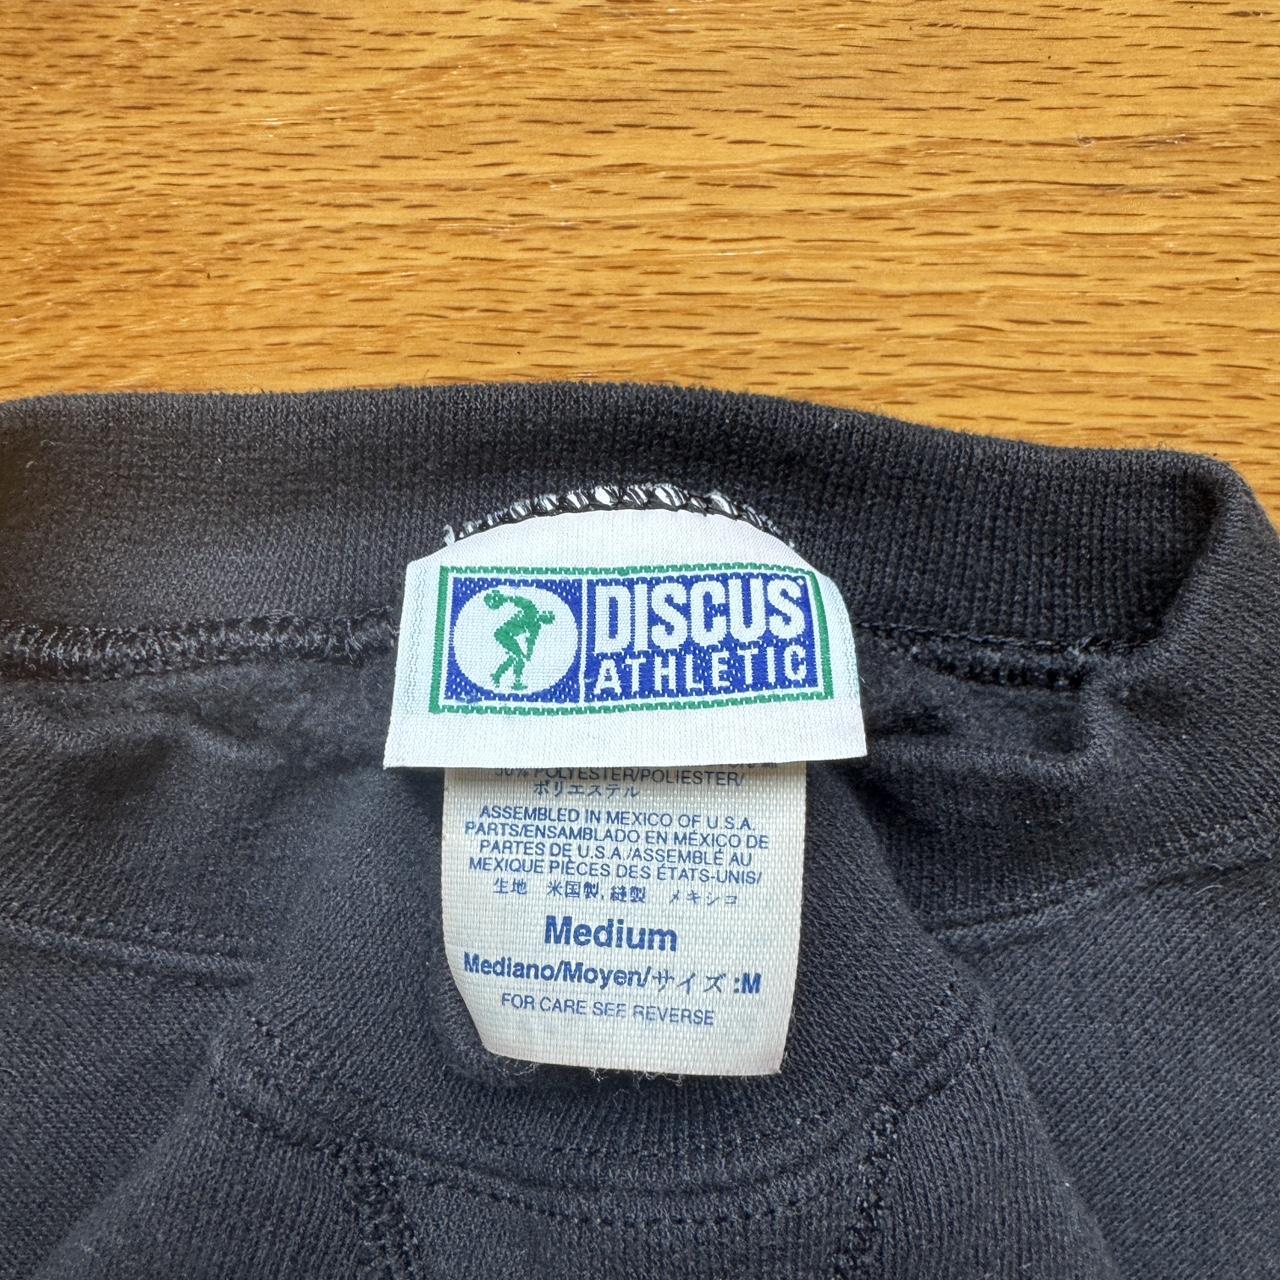 DISCUS
ATHLETIC
50% POLYESTER/POLIESTER/
ポリエステル
ASSEMBLED IN MEXICO OF U.S.A.
PARTS/ENSAMBLADO EN MÉXICO DE
PARTES DE U.S.A./ASSEMBLÉ AU
MEXIQUE PIÈCES DES ÉTATS-UNIS/
生地 米国製, 縫製 メキシコ
Medium
Mediano/Moyen/サイズ :M
FOR CARE SEE REVERSE